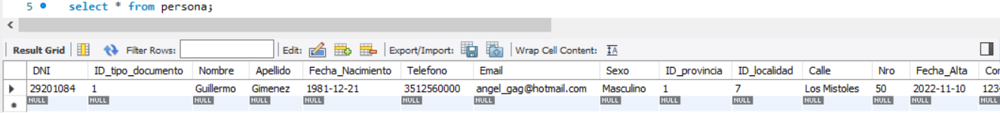 5 select * from persona;
Result Grid Filter Rows: Edit: Export/Import: Wrap Cell Content:
DNI ID_tipo_documento Nombre Apellido Fecha_Nacimiento Telefono Email Sexo ID_provincia ID_localidad Calle Nro Fecha_Alta Con
29201084 1 Guillermo Gimenez 1981-12-21 3512560000 angel_gag@hotmail.com Masculino 1 7 Los Mistoles 50 2022-11-10 1234
NULL NULL NULL NULL NULL NULL NULL NULL NULL NULL NULL NULL NULL NULL